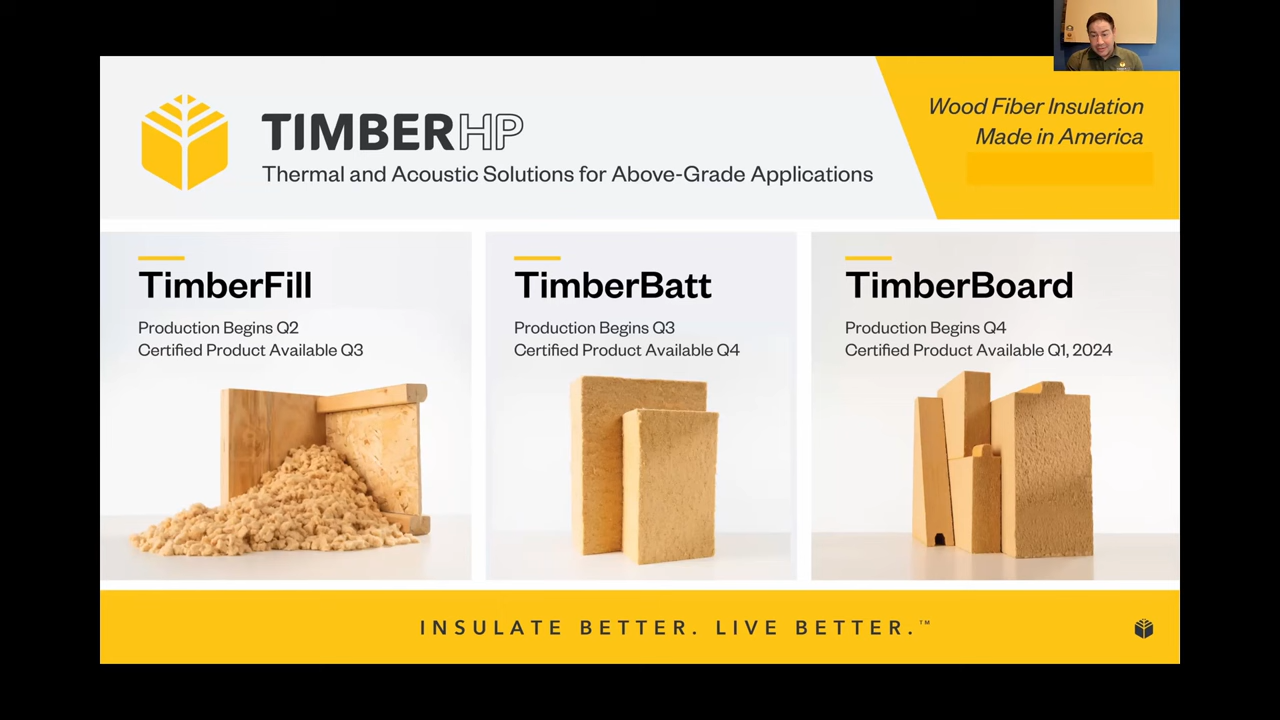 TIMBERHP
Thermal and Acoustic Solutions for Above-Grade Applications
Wood Fiber Insulation
Made in America
TimberFill
Production Begins Q2
Certified Product Available Q3
TimberBatt
Production Begins Q3
Certified Product Available Q4
TimberBoard
Production Begins Q4
Certified Product Available Q1, 2024
INSULATE BETTER. LIVE BETTER.™